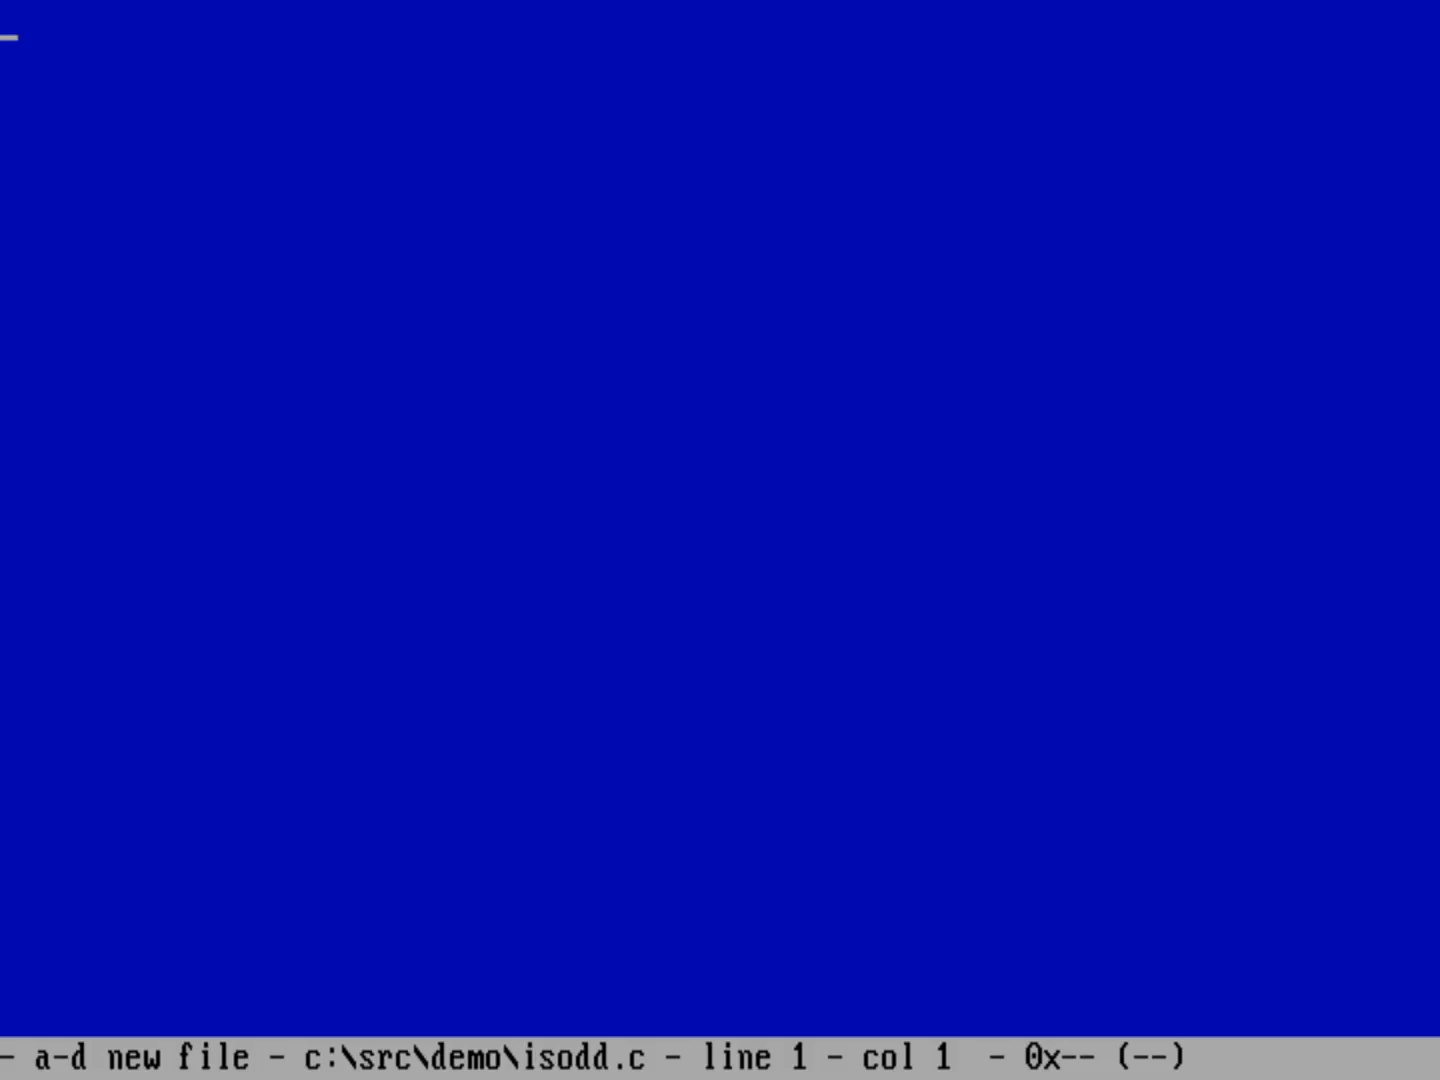 - a-d new file - c:\src\demo\isodd.c - line 1 - col 1  - 0x-- (--)